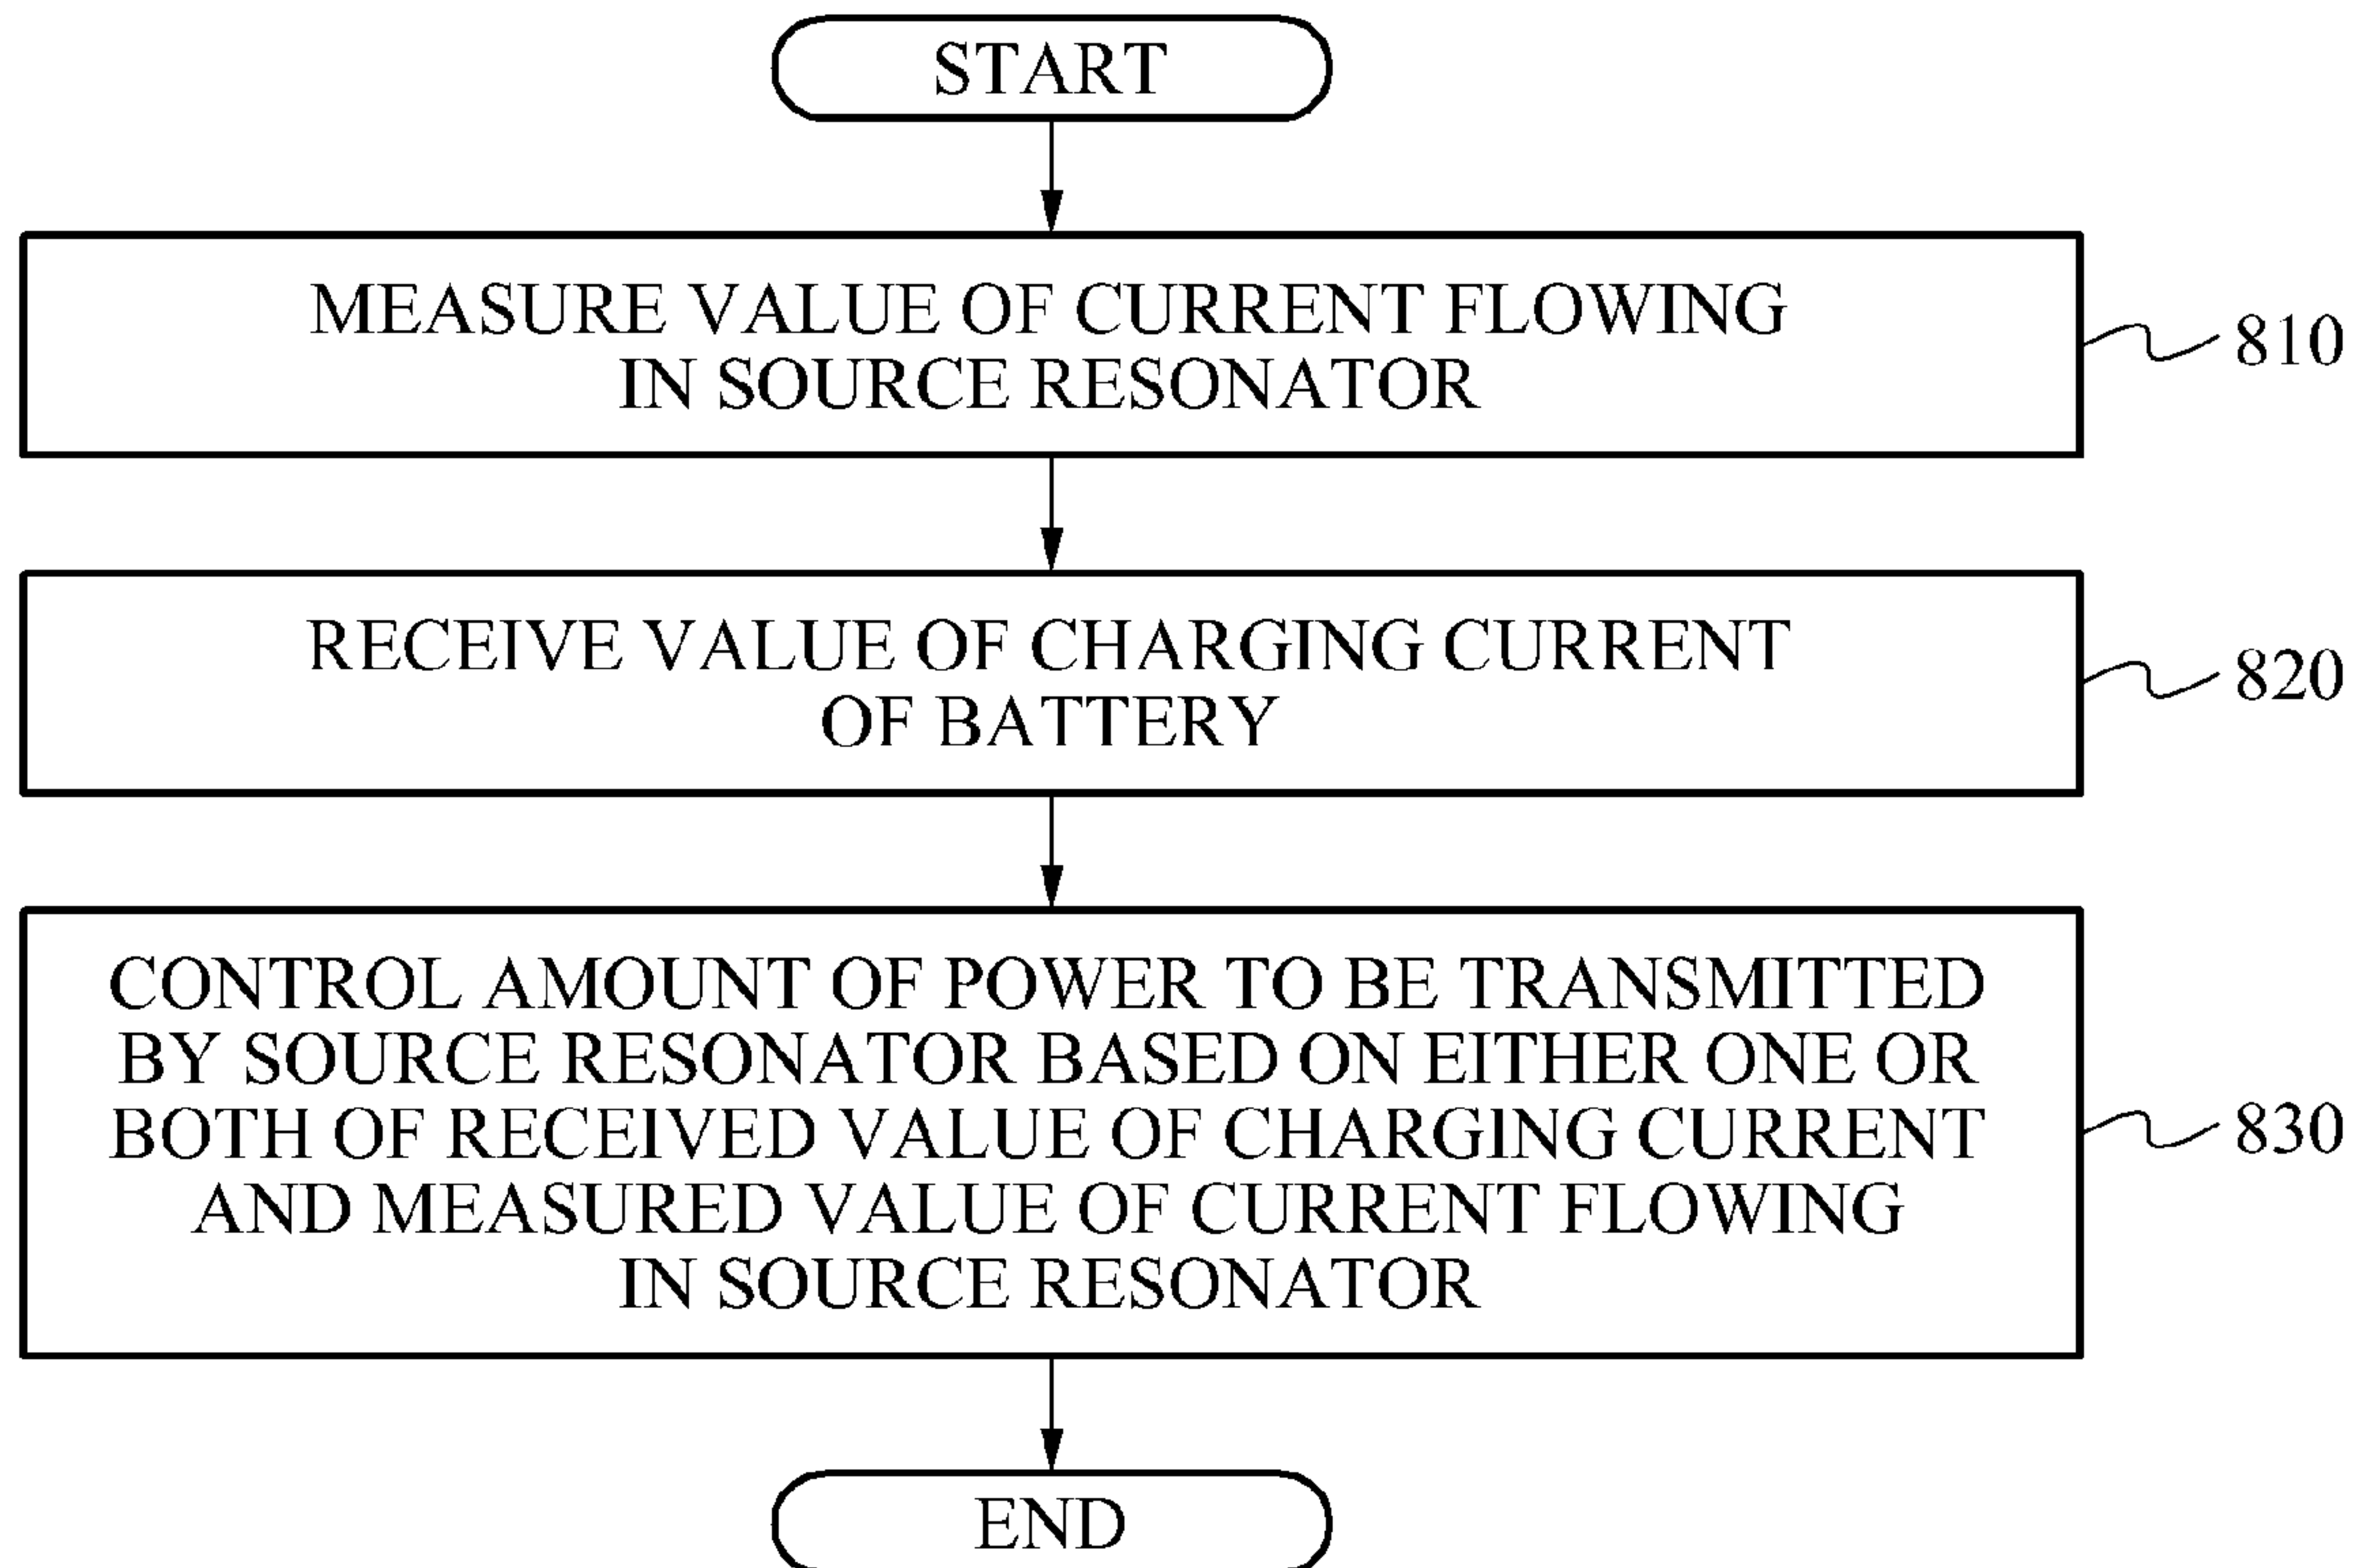 START
MEASURE VALUE OF CURRENT FLOWING
IN SOURCE RESONATOR
810
RECEIVE VALUE OF CHARGING CURRENT
OF BATTERY
820
CONTROL AMOUNT OF POWER TO BE TRANSMITTED
BY SOURCE RESONATOR BASED ON EITHER ONE OR
BOTH OF RECEIVED VALUE OF CHARGING CURRENT
AND MEASURED VALUE OF CURRENT FLOWING
IN SOURCE RESONATOR
830
END